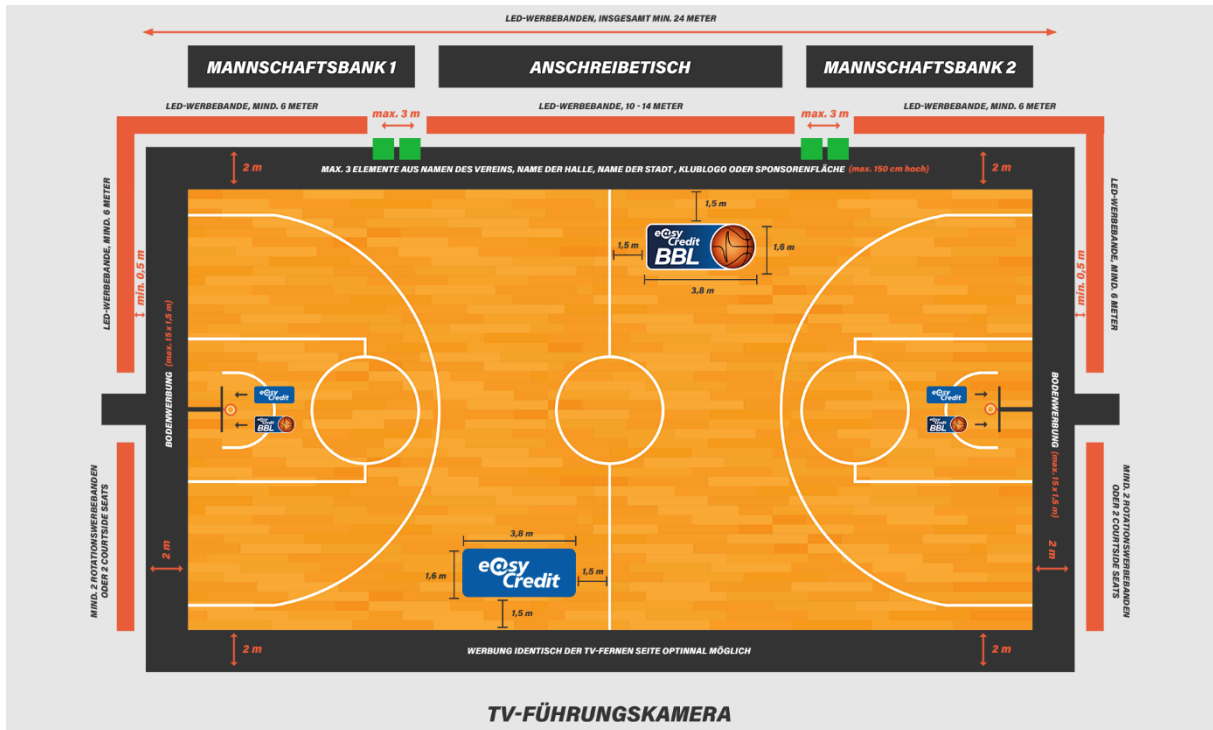 LED-WERBEBANDEN, INSGESAMT MIN. 24 METER
MANNSCHAFTSBANK 1
ANSCHREIBETISCH
MANNSCHAFTSBANK 2
LED-WERBEBANDE, MIND. 6 METER
max. 3 m
LED-WERBEBANDE, 10 - 14 METER
max. 3 m
LED-WERBEBANDE, MIND. 6 METER
2 m
MAX. 3 ELEMENTE AUS NAMEN DES VEREINS, NAME DER HALLE, NAME DER STADT , KLUBLOGO ODER SPONSORENFLÄCHE (max. 150 cm hoch)
2 m
LED-WERBEBANDE, MIND. 6 METER
min. 0,5 m
BODENWERBUNG (max. 15 x 1,5 m)
1,5 m
1,5 m
e@sy
Credit
BBL
1,6 m
3,8 m
min. 0,5 m
LED-WERBEBANDE, MIND. 6 METER
e@sy
Credit
e@sy
Credit
BBL
e@sy
Credit
e@sy
Credit
BBL
BODENWERBUNG (max. 15 x 1,5 m)
MIND. 2 ROTATIONSWERBEBANDEN
ODER 2 COURTSIDE SEATS
2 m
3,8 m
1,6 m
e@sy
Credit
1,5 m
1,5 m
2 m
MIND. 2 ROTATIONSWERBEBANDEN
ODER 2 COURTSIDE SEATS
2 m
WERBUNG IDENTISCH DER TV-FERNEN SEITE OPTINNAL MÖGLICH
2 m
TV-FÜHRUNGSKAMERA